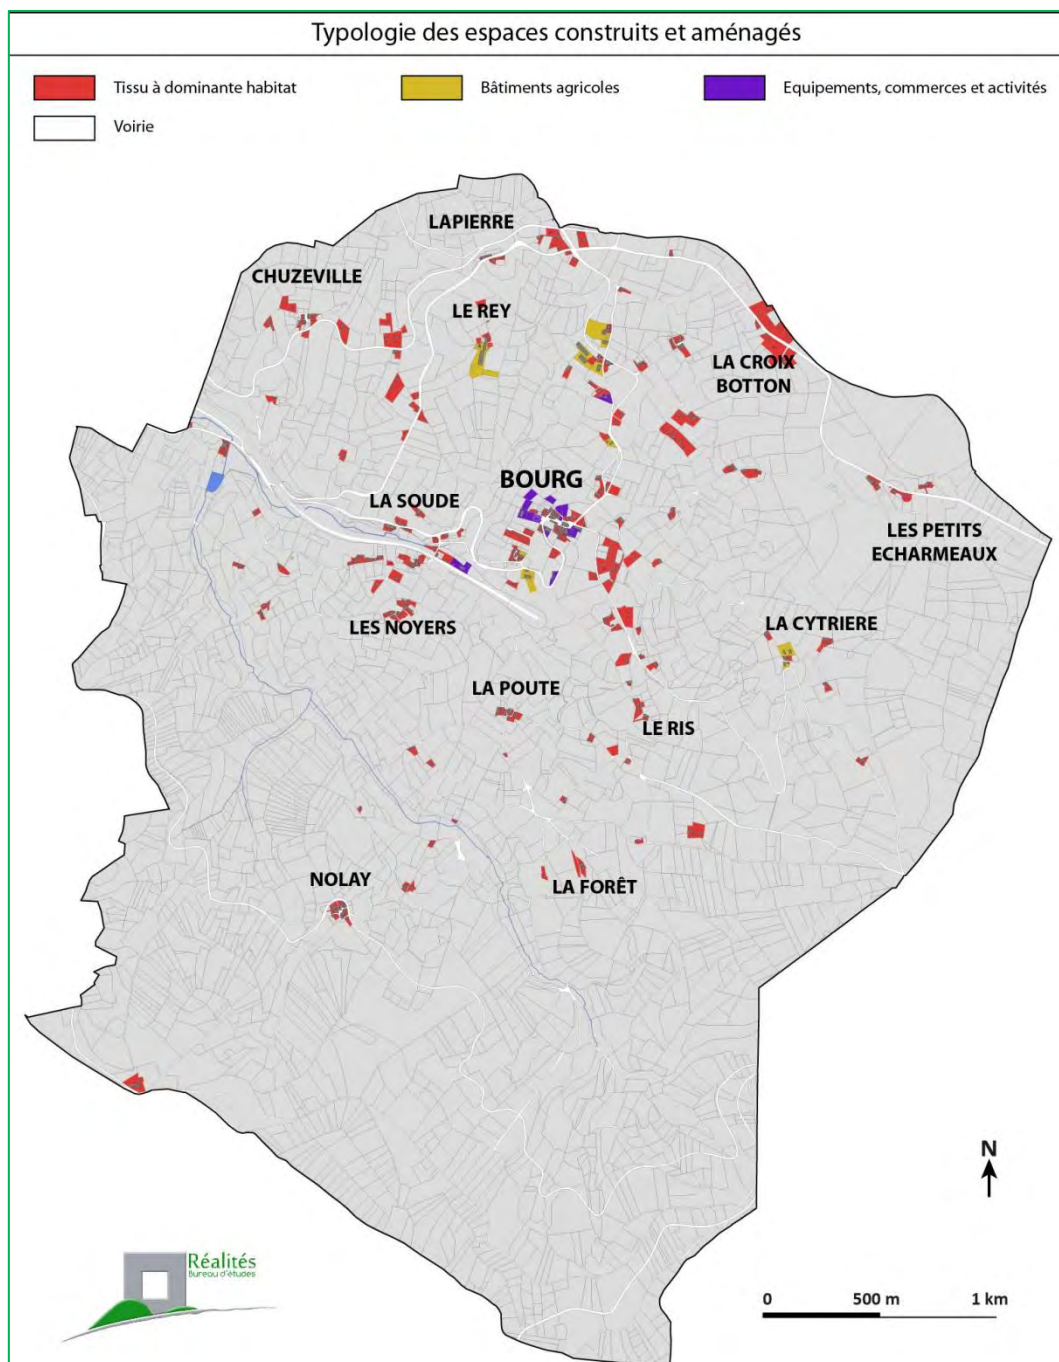 Typologie des espaces construits et aménagés
Tissu à dominante habitat
Bâtiments agricoles
Equipements, commerces et activités
Voirie
LAPIERRE
CHUZEVILLE
LE REY
LA CROIX
BOTTON
BOURG
LA SOUDE
LES PETITS
ECHARMEAUX
LES NOYERS
LA CYTRIERE
LA POUTE
LE RIS
NOLAY
LA FORÊT
N
Réalités
Bureau d'études
0 500 m 1 km